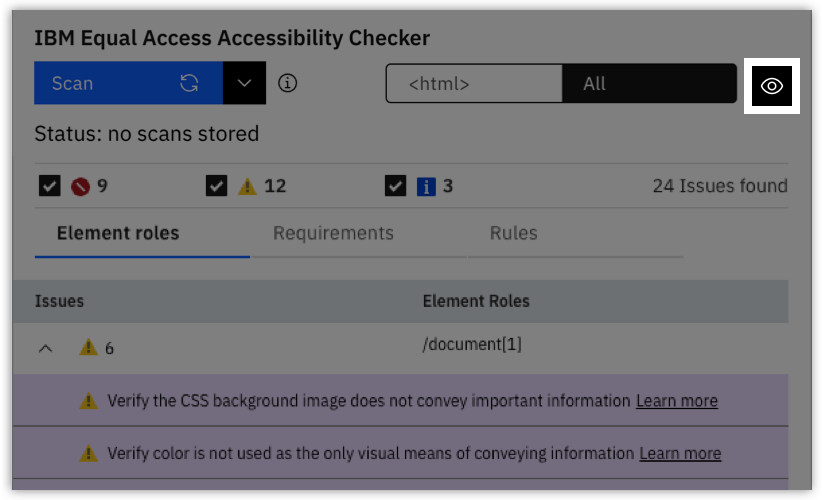 IBM Equal Access Accessibility Checker
Scan <html> All
Status: no scans stored
9 12 3 24 Issues found
Element roles Requirements Rules
Issues Element Roles
6 /document[1]
Verify the CSS background image does not convey important information Learn more
Verify color is not used as the only visual means of conveying information Learn more